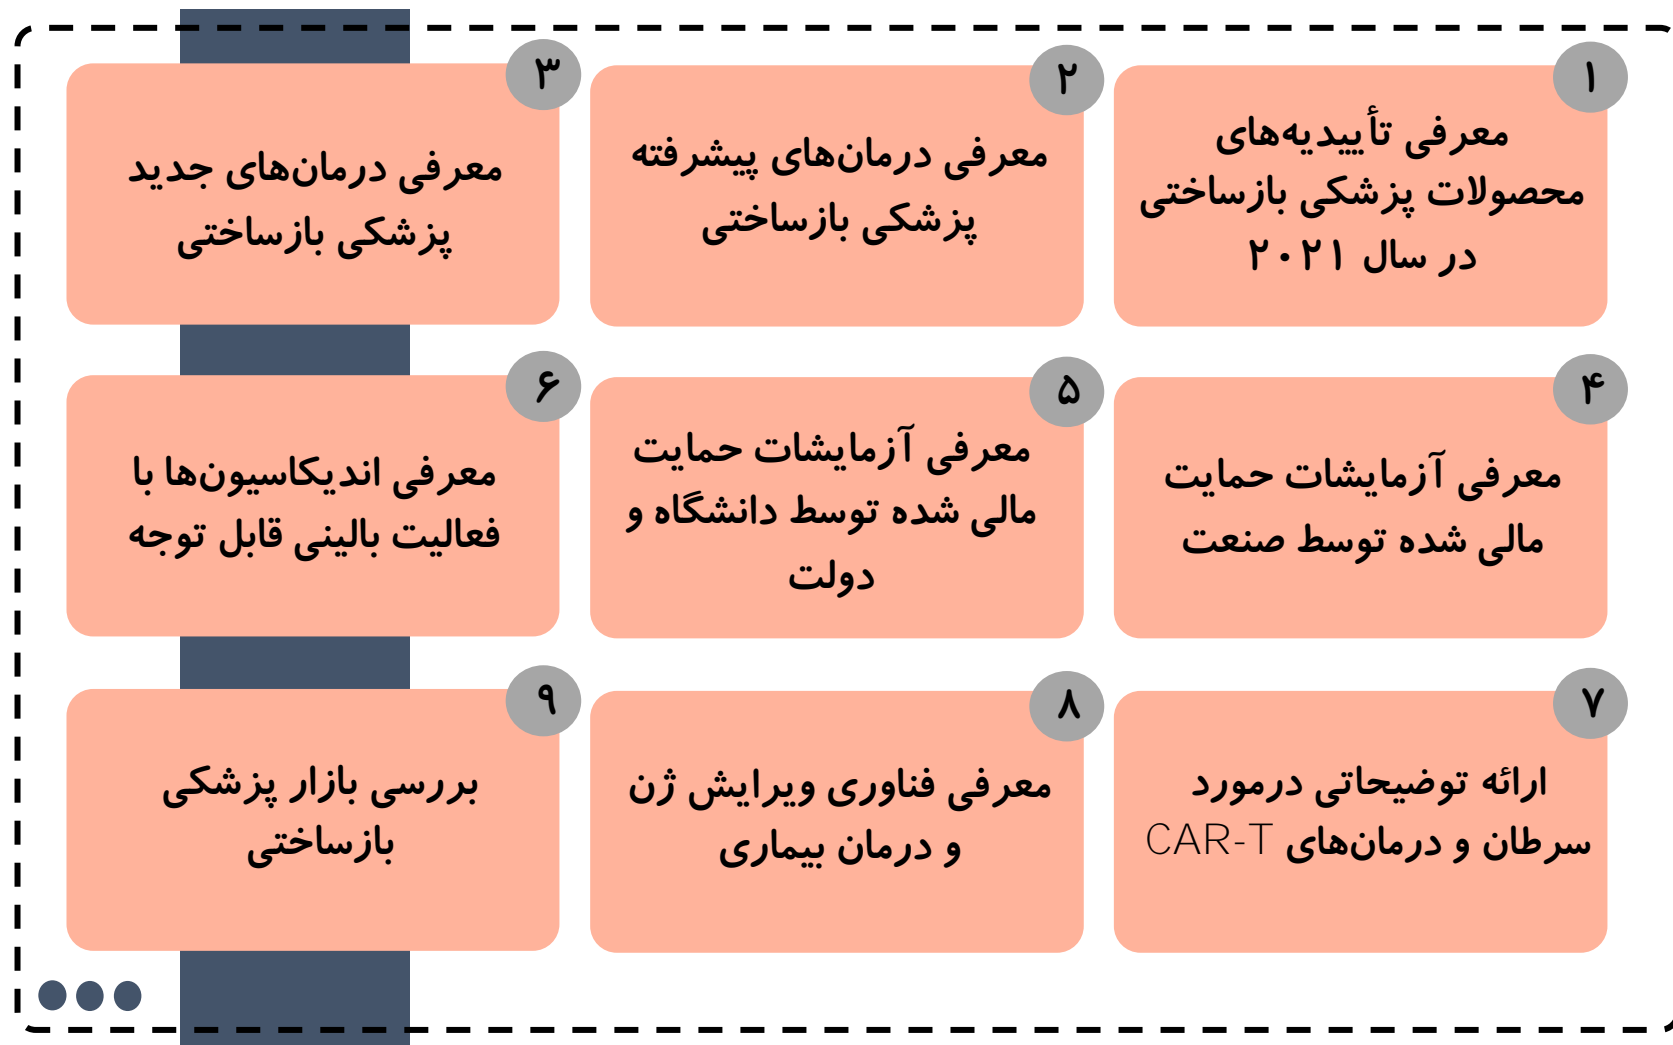 ۱
معرفی تأییدیه‌های
محصولات پزشکی بازساختی
در سال ۲۰۲۱
۲
معرفی درمان‌های پیشرفته
پزشکی بازساختی
۳
معرفی درمان‌های جدید
پزشکی بازساختی
۴
معرفی آزمایشات حمایت
مالی شده توسط صنعت
۵
معرفی آزمایشات حمایت
مالی شده توسط دانشگاه و
دولت
۶
معرفی اندیکاسیون‌ها با
فعالیت بالینی قابل توجه
۷
ارائه توضیحاتی درمورد
سرطان و درمان‌های CAR-T
۸
معرفی فناوری ویرایش ژن
و درمان بیماری
۹
بررسی بازار پزشکی
بازساختی